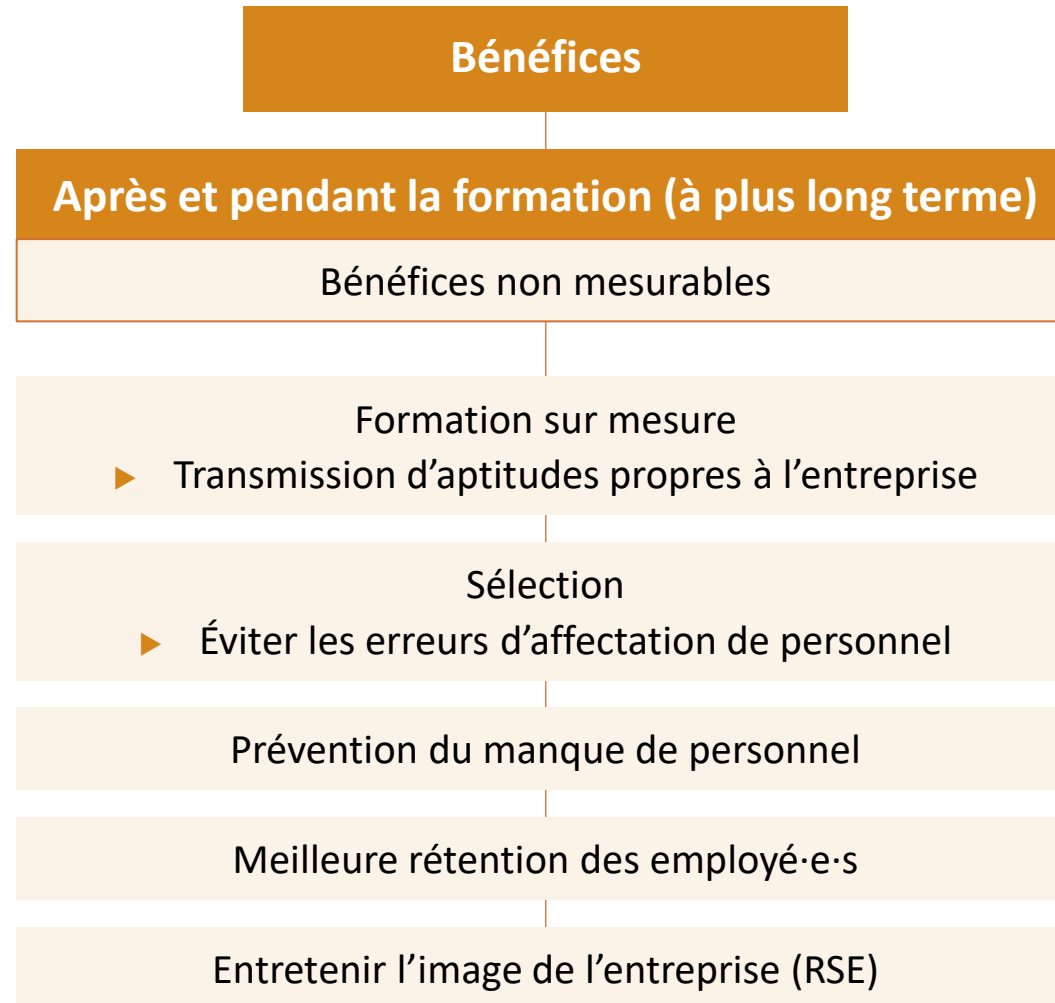 Bénéfices
Après et pendant la formation (à plus long terme)
Bénéfices non mesurables
Formation sur mesure
▶ Transmission d’aptitudes propres à l’entreprise
Sélection
▶ Éviter les erreurs d’affectation de personnel
Prévention du manque de personnel
Meilleure rétention des employé·e·s
Entretenir l’image de l’entreprise (RSE)